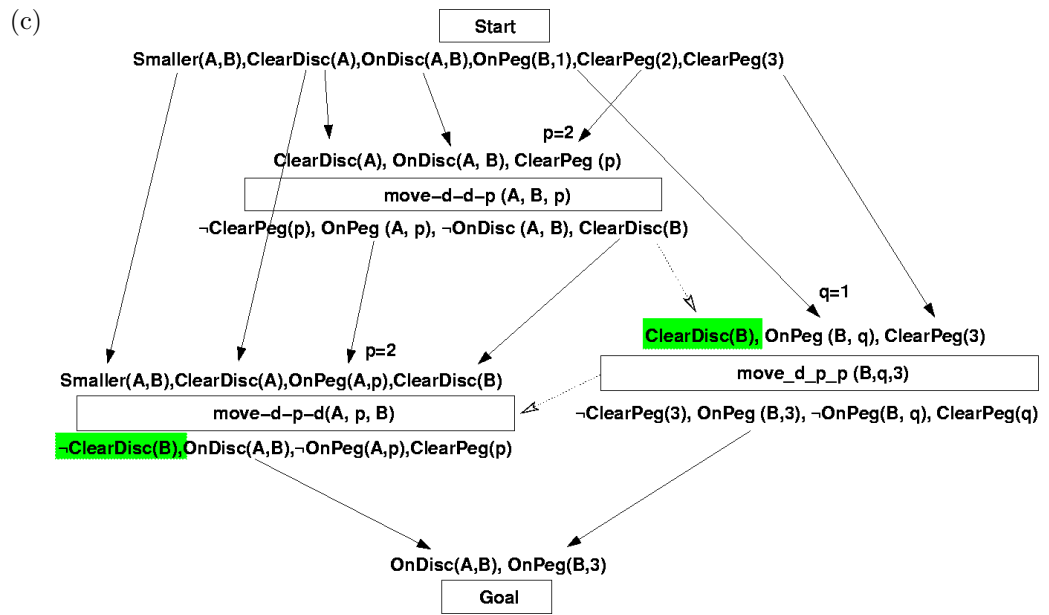 (c)
Start
Smaller(A,B),ClearDisc(A),OnDisc(A,B),OnPeg(B,1),ClearPeg(2),ClearPeg(3)
p=2
ClearDisc(A), OnDisc(A, B), ClearPeg (p)
move−d−d−p (A, B, p)
¬ClearPeg(p), OnPeg (A, p), ¬OnDisc (A, B), ClearDisc(B)
q=1
ClearDisc(B), OnPeg (B, q), ClearPeg(3)
p=2
Smaller(A,B),ClearDisc(A),OnPeg(A,p),ClearDisc(B)
move_d_p_p (B,q,3)
move−d−p−d(A, p, B)
¬ClearPeg(3), OnPeg (B,3), ¬OnPeg(B, q), ClearPeg(q)
¬ClearDisc(B),OnDisc(A,B),¬OnPeg(A,p),ClearPeg(p)
OnDisc(A,B), OnPeg(B,3)
Goal